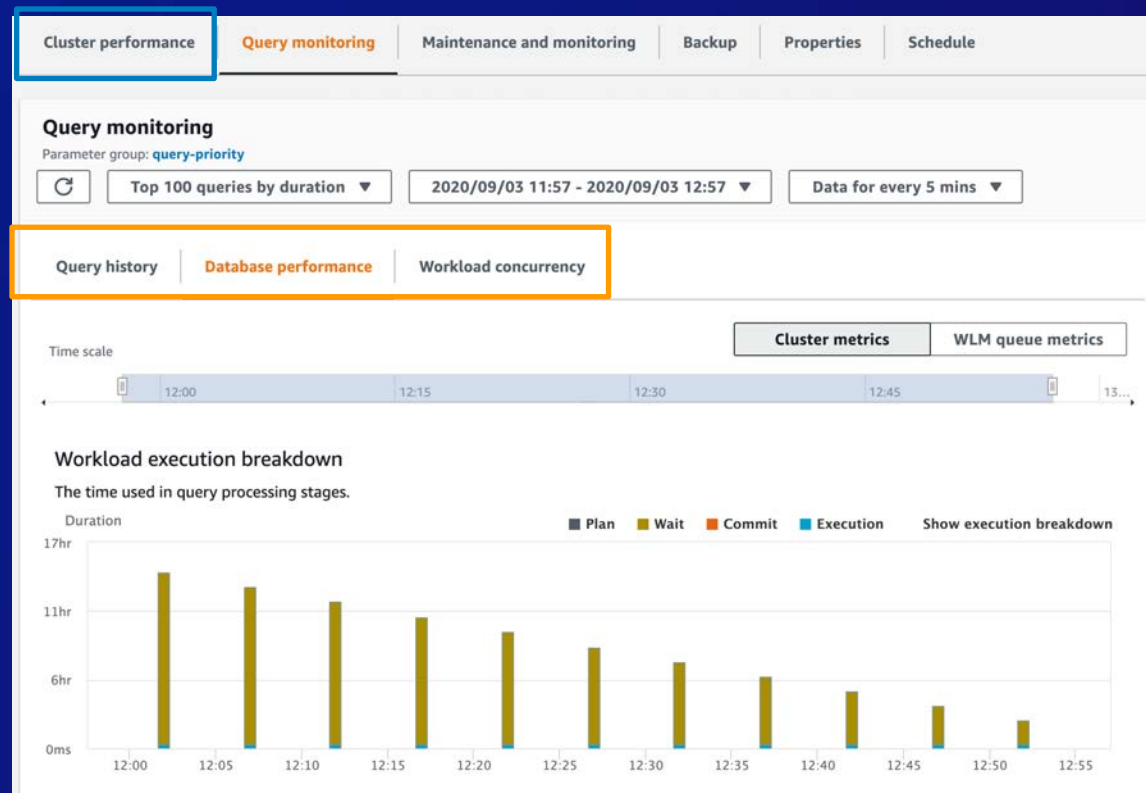 Cluster performance Query monitoring Maintenance and monitoring Backup Properties Schedule
Query monitoring
Parameter group: query-priority
Top 100 queries by duration 2020/09/03 11:57 - 2020/09/03 12:57 Data for every 5 mins
Query history Database performance Workload concurrency
Cluster metrics WLM queue metrics
Time scale
12:00 12:15 12:30 12:45 13...
Workload execution breakdown
The time used in query processing stages.
Duration
Plan Wait Commit Execution Show execution breakdown
17hr
11hr
6hr
0ms
12:00 12:05 12:10 12:15 12:20 12:25 12:30 12:35 12:40 12:45 12:50 12:55